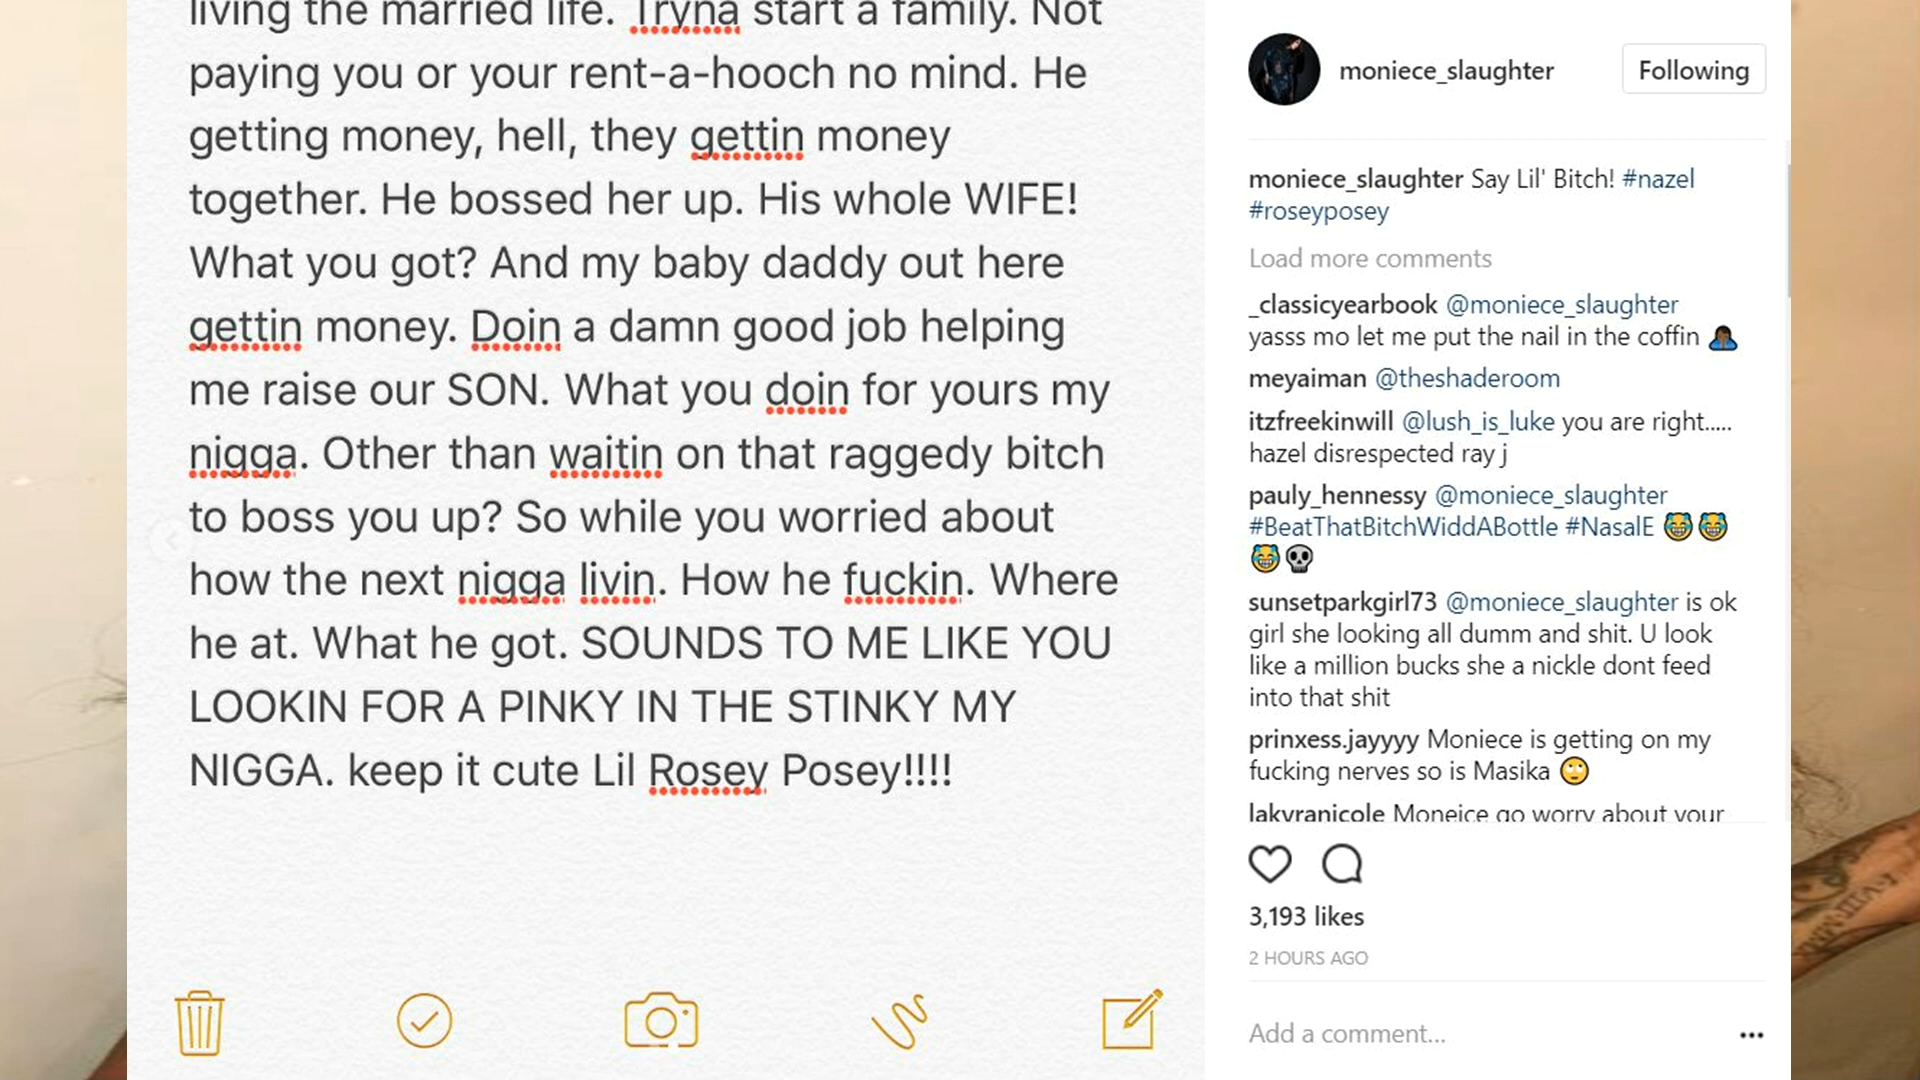 living the married life. Tryna start a family. Not
paying you or your rent-a-hooch no mind. He
getting money, hell, they gettin money
together. He bossed her up. His whole WIFE!
What you got? And my baby daddy out here
gettin money. Doin a damn good job helping
me raise our SON. What you doin for yours my
nigga. Other than waitin on that raggedy bitch
to boss you up? So while you worried about
how the next nigga livin. How he fuckin. Where
he at. What he got. SOUNDS TO ME LIKE YOU
LOOKIN FOR A PINKY IN THE STINKY MY
NIGGA. keep it cute Lil Rosey Posey!!!!
moniece_slaughter
Following
moniece_slaughter Say Lil' Bitch! #nazel
#roseyposey
Load more comments
_classicyearbook @moniece_slaughter
yasss mo let me put the nail in the coffin
meyaiman @theshaderoom
itzfreekinwill @lush_is_luke you are right.....
hazel disrespected ray j
pauly_hennessy @moniece_slaughter
#BeatThatBitchWiddABottle #NasalE 😹😹
😹💀
sunsetparkgirl73 @moniece_slaughter is ok
girl she looking all dumm and shit. U look
like a million bucks she a nickle dont feed
into that shit
prinxess.jayyyy Moniece is getting on my
fucking nerves so is Masika 🙄
lakyranicole Moneice go worry about your
3,193 likes
2 HOURS AGO
Add a comment...